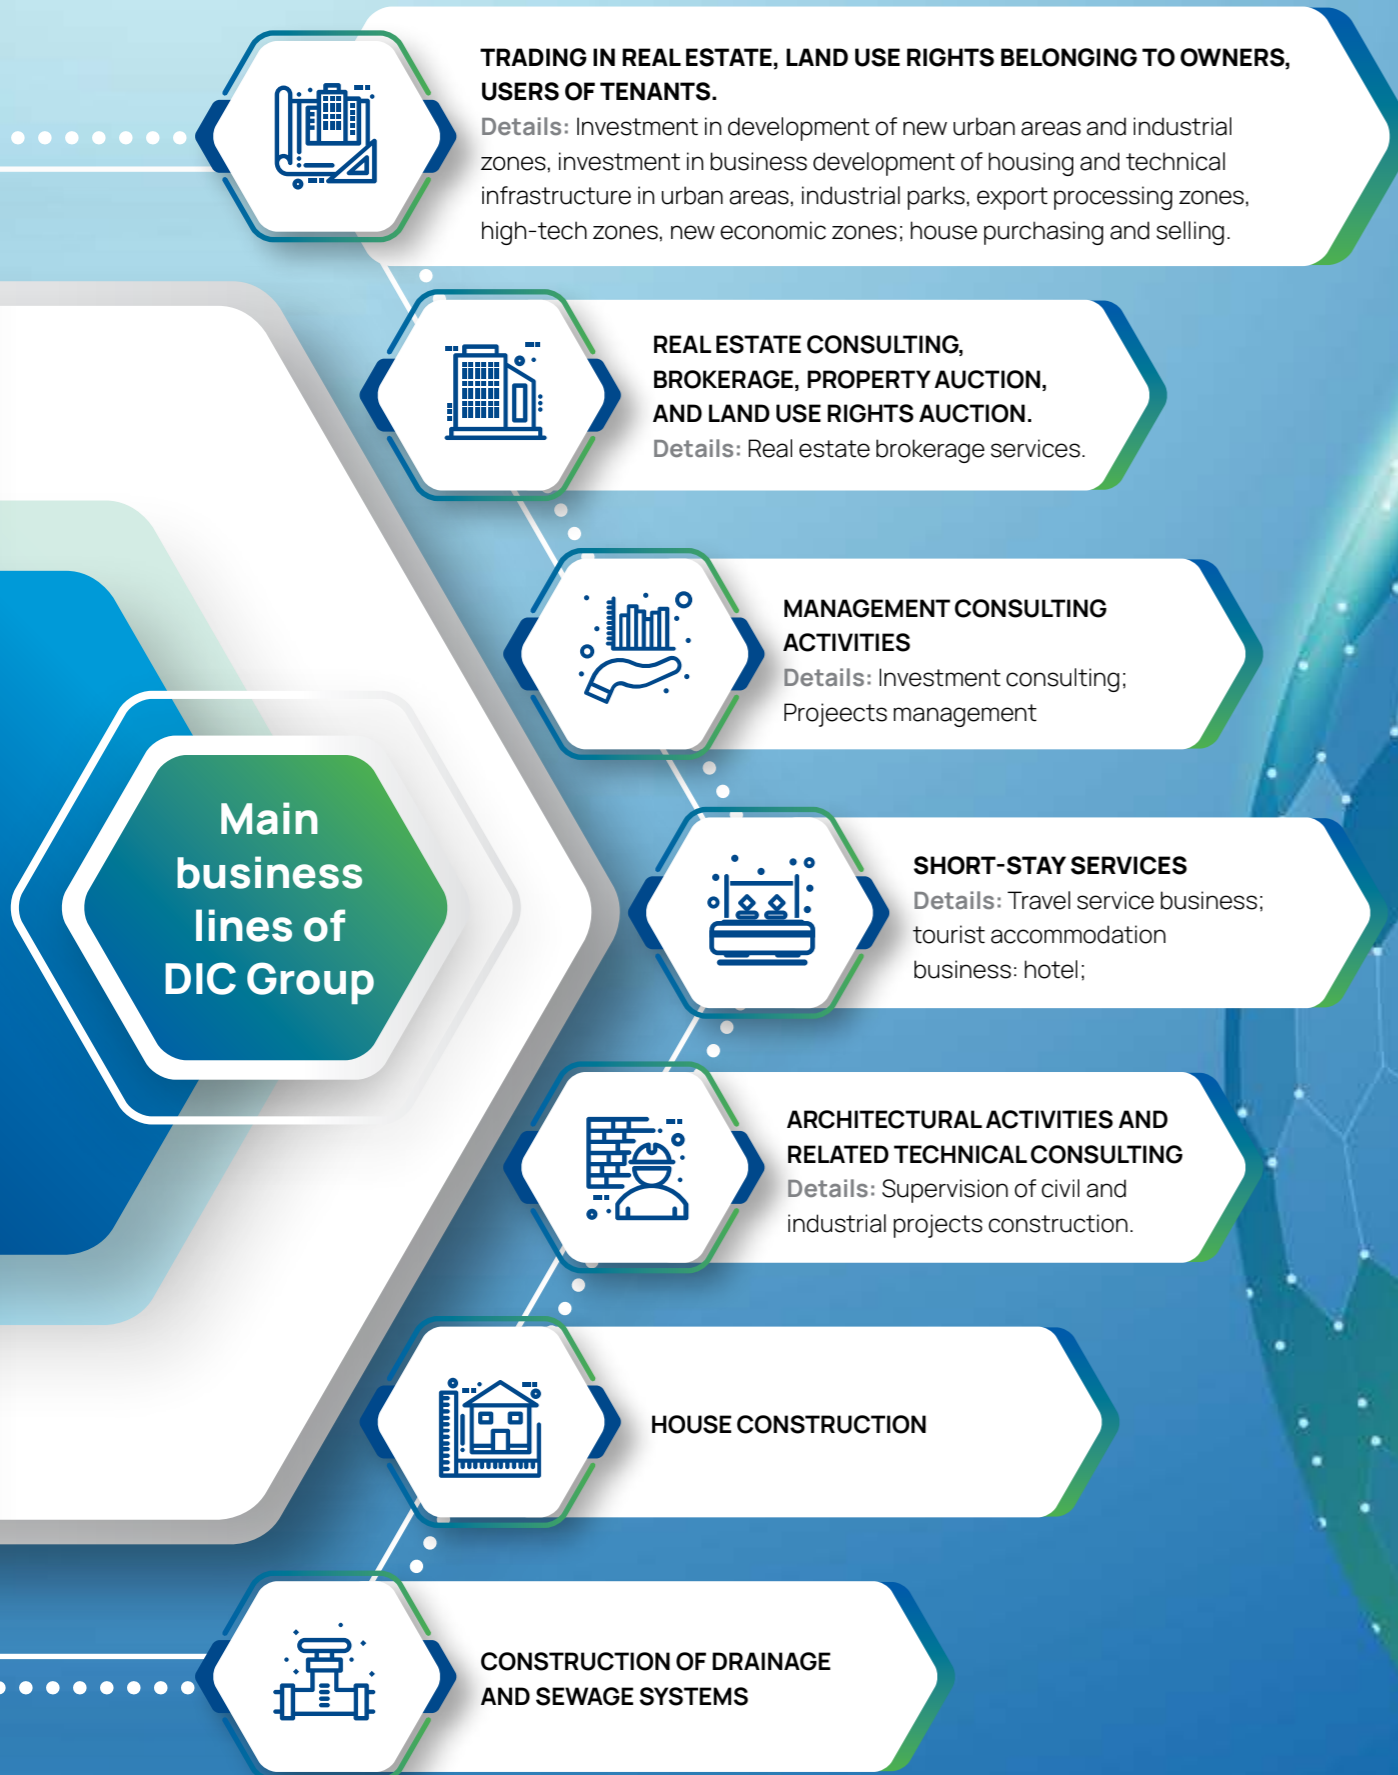 TRADING IN REAL ESTATE, LAND USE RIGHTS BELONGING TO OWNERS,
USERS OF TENANTS.
Details: Investment in development of new urban areas and industrial
zones, investment in business development of housing and technical
infrastructure in urban areas, industrial parks, export processing zones,
high-tech zones, new economic zones; house purchasing and selling.
REAL ESTATE CONSULTING,
BROKERAGE, PROPERTY AUCTION,
AND LAND USE RIGHTS AUCTION.
Details: Real estate brokerage services.
MANAGEMENT CONSULTING
ACTIVITIES
Details: Investment consulting;
Projeects management
Main
business
lines of
DIC Group
SHORT-STAY SERVICES
Details: Travel service business;
tourist accommodation
business: hotel;
ARCHITECTURAL ACTIVITIES AND
RELATED TECHNICAL CONSULTING
Details: Supervision of civil and
industrial projects construction.
HOUSE CONSTRUCTION
CONSTRUCTION OF DRAINAGE
AND SEWAGE SYSTEMS